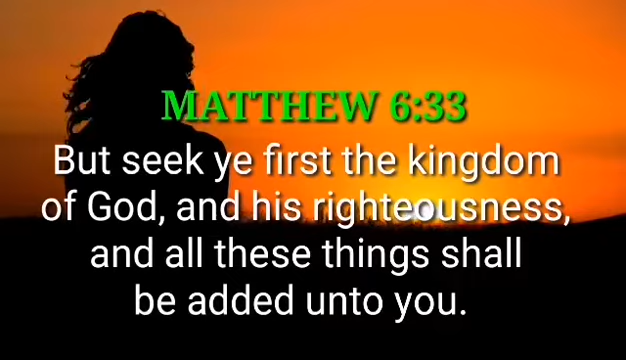 MATTHEW 6:33
But seek ye first the kingdom
of God, and his righteousness,
and all these things shall
be added unto you.